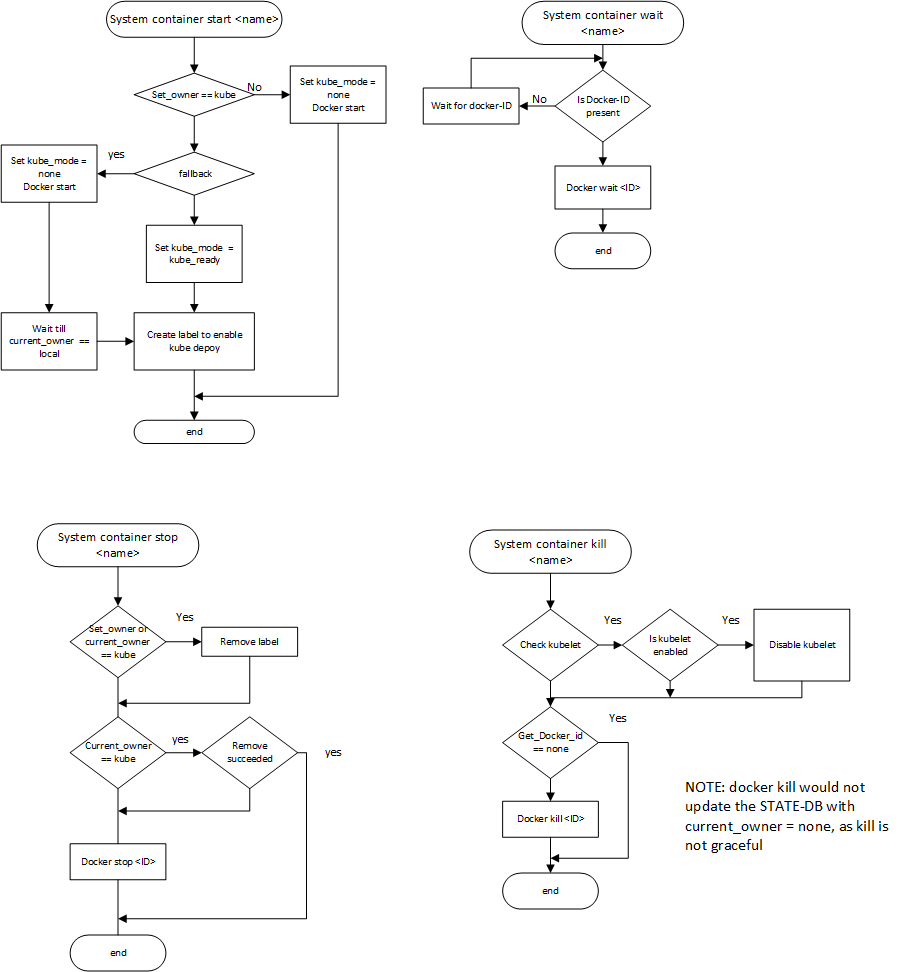 System container start <name>
Set_owner == kube
No
Set kube_mode =
none
Docker start
yes
fallback
Set kube_mode =
none
Docker start
Set kube_mode =
kube_ready
Wait till
current_owner ==
local
Create label to enable
kube depoy
end
System container wait
<name>
Is Docker-ID
present
No
Wait for docker-ID
Docker wait <ID>
end
System container stop
<name>
Set_owner or
current_owner
== kube
Yes
Remove label
Current_owner
== kube
yes
Remove
succeeded
yes
Docker stop <ID>
end
System container kill
<name>
Check kubelet
Yes
Is kubelet
enabled
Yes
Disable kubelet
Get_Docker_id
== none
Yes
Docker kill <ID>
end
NOTE: docker kill would not
update the STATE-DB with
current_owner = none, as kill is
not graceful